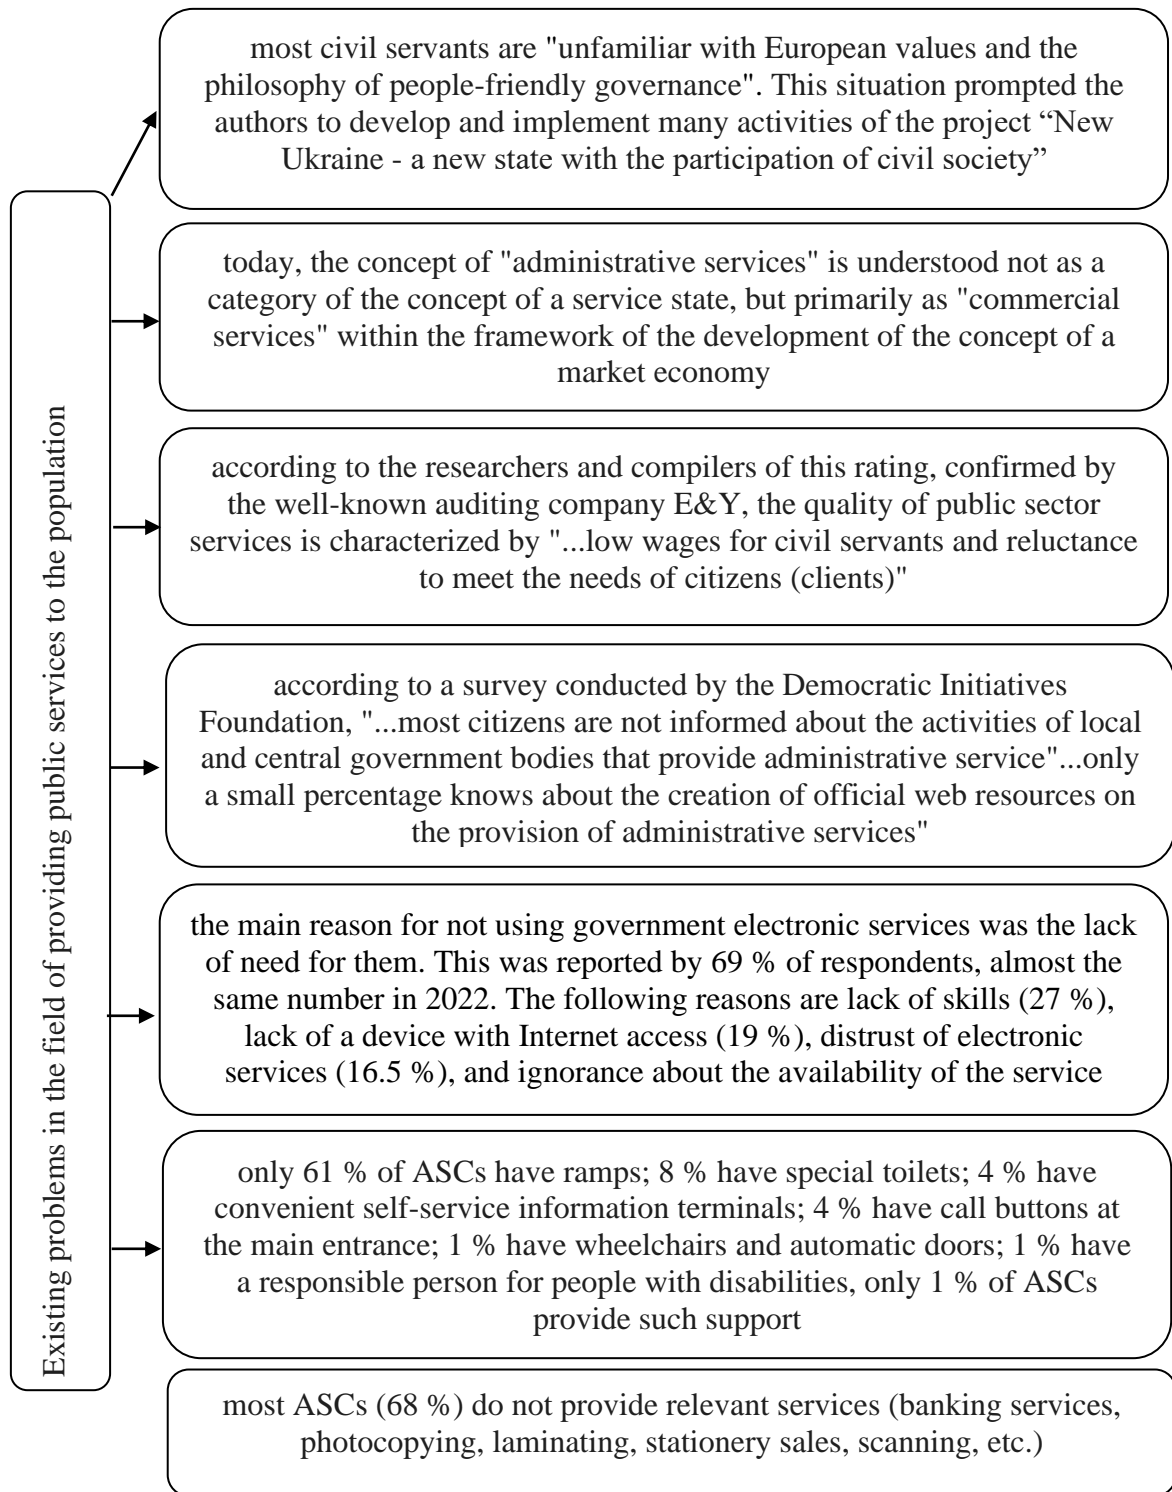 Existing problems in the field of providing public services to the population
most civil servants are "unfamiliar with European values and the
philosophy of people-friendly governance". This situation prompted the
authors to develop and implement many activities of the project “New
Ukraine - a new state with the participation of civil society”
today, the concept of "administrative services" is understood not as a
category of the concept of a service state, but primarily as "commercial
services" within the framework of the development of the concept of a
market economy
according to the researchers and compilers of this rating, confirmed by
the well-known auditing company E&Y, the quality of public sector
services is characterized by "...low wages for civil servants and reluctance
to meet the needs of citizens (clients)"
according to a survey conducted by the Democratic Initiatives
Foundation, "...most citizens are not informed about the activities of local
and central government bodies that provide administrative service"...only
a small percentage knows about the creation of official web resources on
the provision of administrative services"
the main reason for not using government electronic services was the lack
of need for them. This was reported by 69 % of respondents, almost the
same number in 2022. The following reasons are lack of skills (27 %),
lack of a device with Internet access (19 %), distrust of electronic
services (16.5 %), and ignorance about the availability of the service
only 61 % of ASCs have ramps; 8 % have special toilets; 4 % have
convenient self-service information terminals; 4 % have call buttons at
the main entrance; 1 % have wheelchairs and automatic doors; 1 % have
a responsible person for people with disabilities, only 1 % of ASCs
provide such support
most ASCs (68 %) do not provide relevant services (banking services,
photocopying, laminating, stationery sales, scanning, etc.)